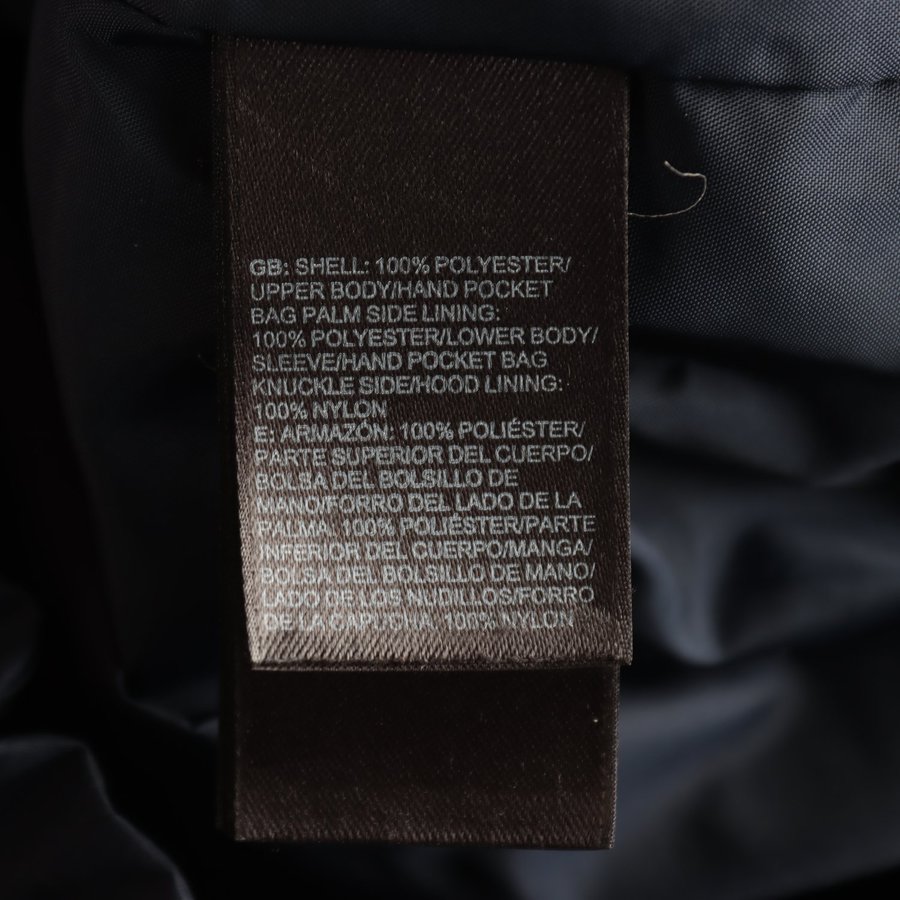 GB: SHELL: 100% POLYESTER/
UPPER BODY/HAND POCKET
BAG PALM SIDE LINING:
100% POLYESTER/LOWER BODY/
SLEEVE/HAND POCKET BAG
KNUCKLE SIDE/HOOD LINING:
100% NYLON
E: ARMAZÓN: 100% POLIÉSTER/
PARTE SUPERIOR DEL CUERPO/
BOLSA DEL BOLSILLO DE
MANO/FORRO DEL LADO DE LA
PALMA: 100% POLIÉSTER/PARTE
INFERIOR DEL CUERPO/MANGA/
BOLSA DEL BOLSILLO DE MANO/
LADO DE LOS NUDILLOS/FORRO
DE LA CAPUCHA: 100% NYLON